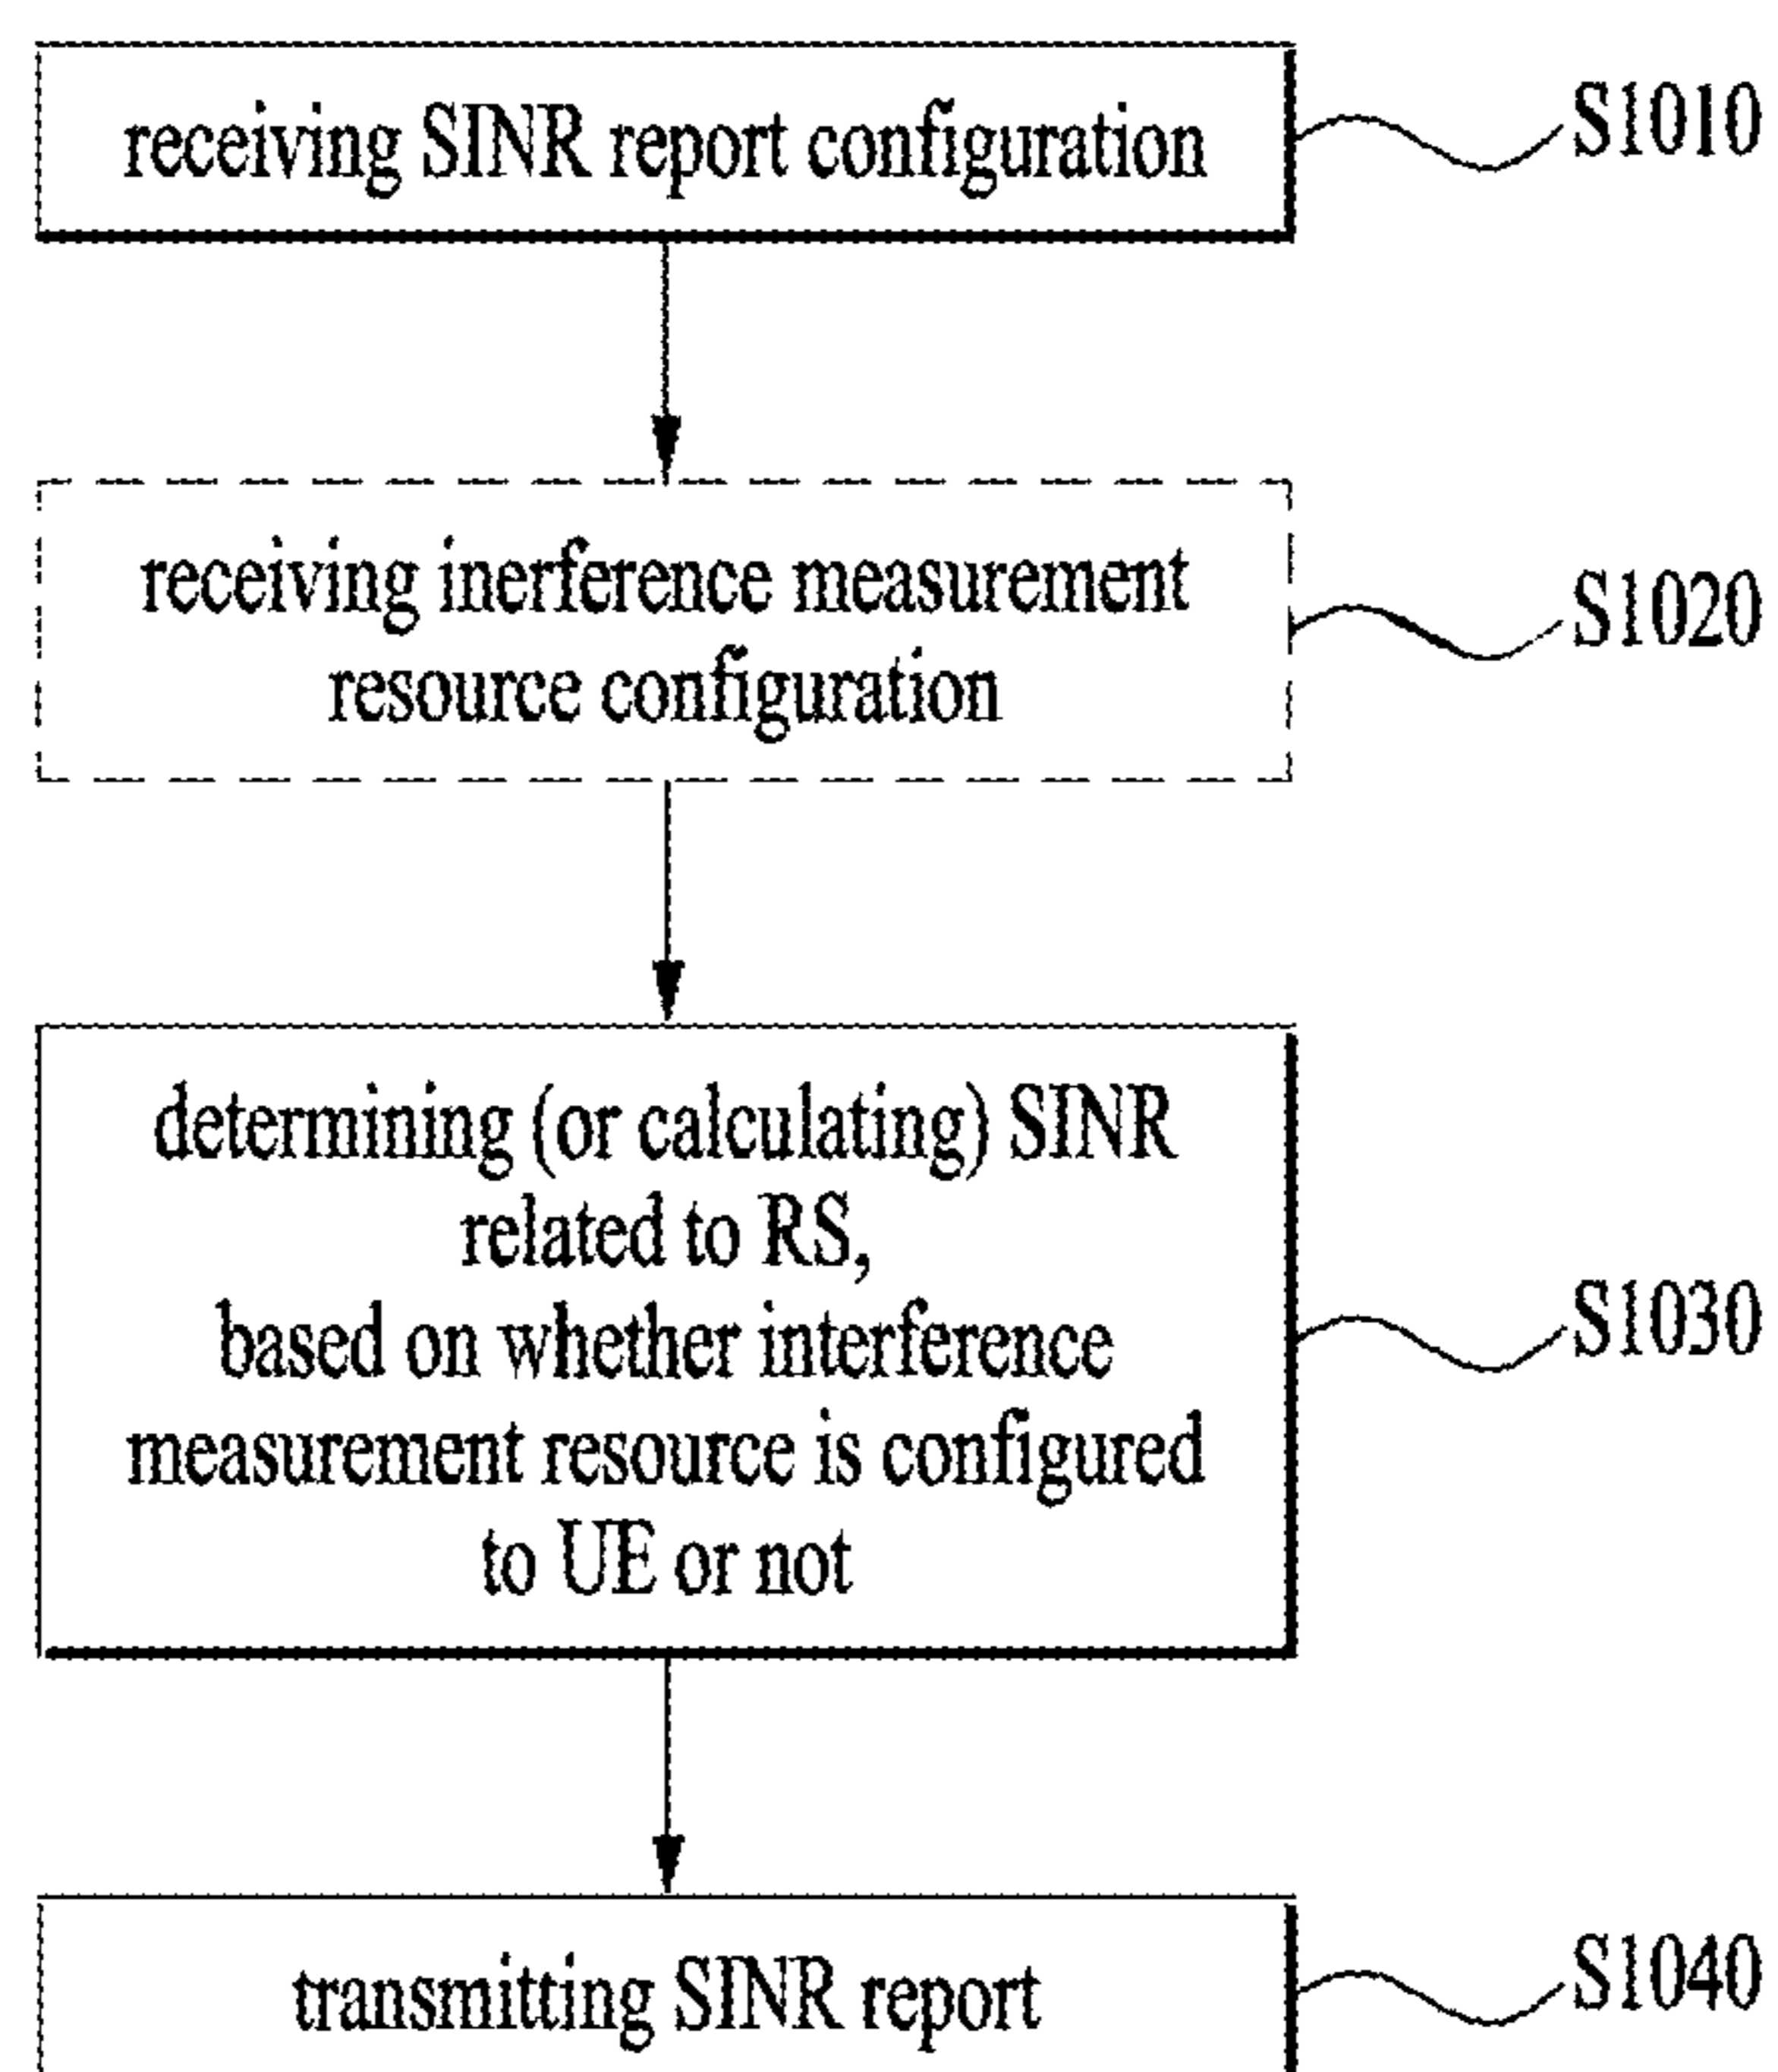 receiving SINR report configuration
S1010
receiving inerference measurement
resource configuration
S1020
determining (or calculating) SINR
related to RS,
based on whether interference
measurement resource is configured
to UE or not
S1030
transmitting SINR report
S1040